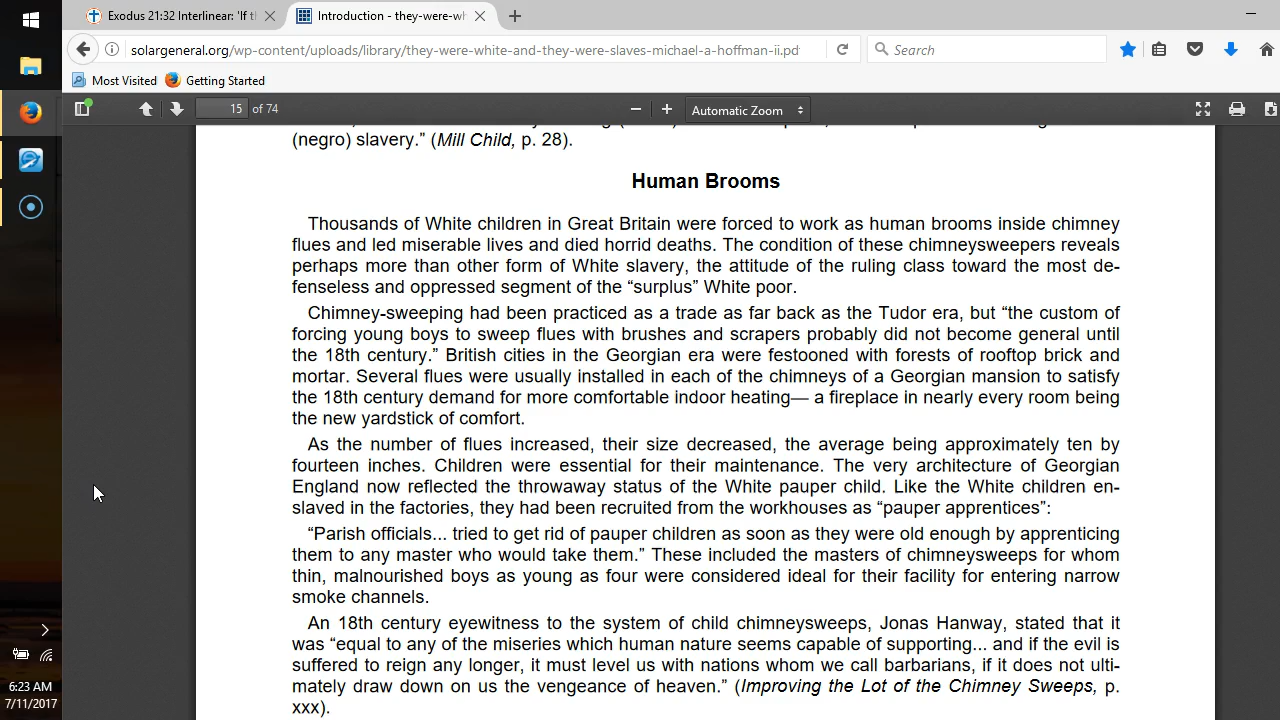 Exodus 21:32 Interlinear: 'If t
Introduction - they-were-wh
solargeneral.org/wp-content/uploads/library/they-were-white-and-they-were-slaves-michael-a-hoffman-ii.pdf
Search
Most Visited
Getting Started
15 of 74
Automatic Zoom
(negro) slavery.” (Mill Child, p. 28).
Human Brooms
Thousands of White children in Great Britain were forced to work as human brooms inside chimney
flues and led miserable lives and died horrid deaths. The condition of these chimneysweepers reveals
perhaps more than other form of White slavery, the attitude of the ruling class toward the most de-
fenseless and oppressed segment of the “surplus” White poor.
Chimney-sweeping had been practiced as a trade as far back as the Tudor era, but “the custom of
forcing young boys to sweep flues with brushes and scrapers probably did not become general until
the 18th century.” British cities in the Georgian era were festooned with forests of rooftop brick and
mortar. Several flues were usually installed in each of the chimneys of a Georgian mansion to satisfy
the 18th century demand for more comfortable indoor heating— a fireplace in nearly every room being
the new yardstick of comfort.
As the number of flues increased, their size decreased, the average being approximately ten by
fourteen inches. Children were essential for their maintenance. The very architecture of Georgian
England now reflected the throwaway status of the White pauper child. Like the White children en-
slaved in the factories, they had been recruited from the workhouses as “pauper apprentices”:
“Parish officials... tried to get rid of pauper children as soon as they were old enough by apprenticing
them to any master who would take them.” These included the masters of chimneysweeps for whom
thin, malnourished boys as young as four were considered ideal for their facility for entering narrow
smoke channels.
An 18th century eyewitness to the system of child chimneysweeps, Jonas Hanway, stated that it
was “equal to any of the miseries which human nature seems capable of supporting... and if the evil is
suffered to reign any longer, it must level us with nations whom we call barbarians, if it does not ulti-
mately draw down on us the vengeance of heaven.” (Improving the Lot of the Chimney Sweeps, p.
xxx).
6:23 AM
7/11/2017